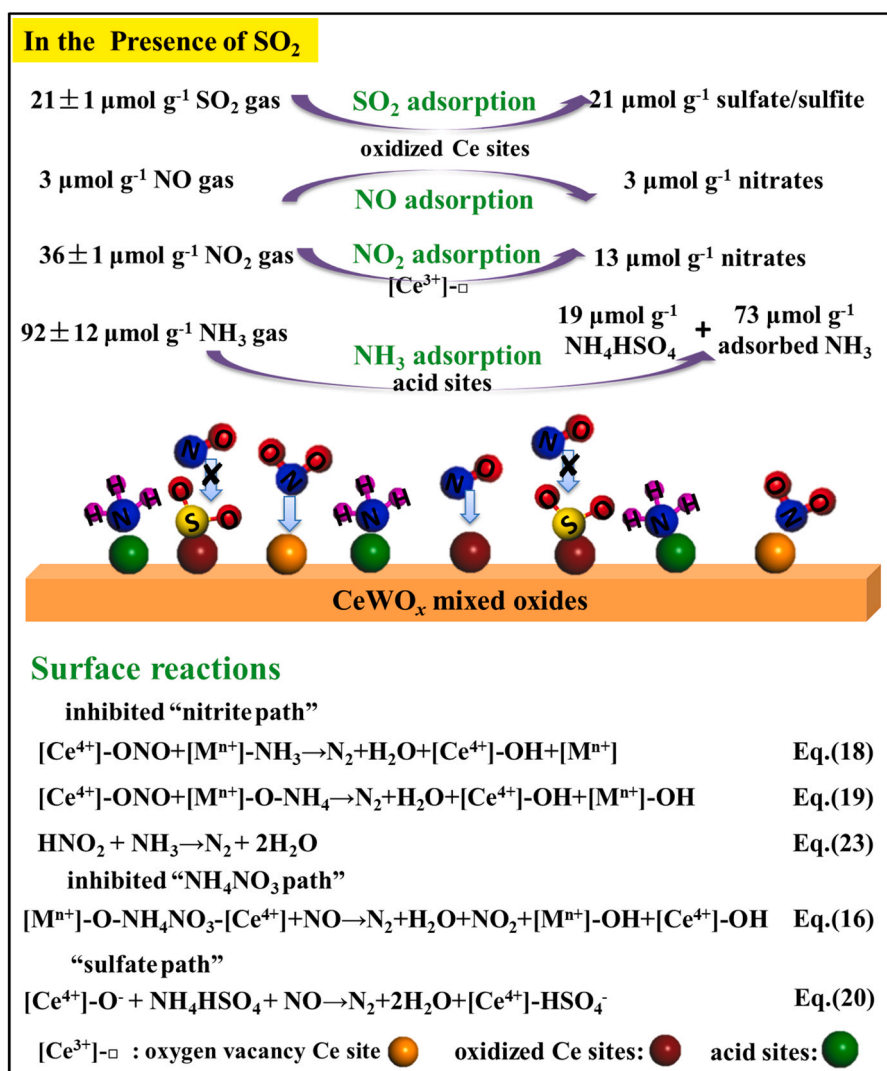 In the Presence of SO₂
21±1 μmol g⁻¹ SO₂ gas SO₂ adsorption 21 μmol g⁻¹ sulfate/sulfite
oxidized Ce sites
3 μmol g⁻¹ NO gas NO adsorption 3 μmol g⁻¹ nitrates
36±1 μmol g⁻¹ NO₂ gas NO₂ adsorption 13 μmol g⁻¹ nitrates
[Ce³⁺]-□
92±12 μmol g⁻¹ NH₃ gas NH₃ adsorption 19 μmol g⁻¹ NH₄HSO₄ + 73 μmol g⁻¹ adsorbed NH₃
acid sites
N O N O O N O N O
H H H N O S O H H H N O S O H H H N O N O
CeWOₓ mixed oxides
Surface reactions
inhibited “nitrite path”
[Ce⁴⁺]-ONO+[Mⁿ⁺]-NH₃→N₂+H₂O+[Ce⁴⁺]-OH+[Mⁿ⁺] Eq.(18)
[Ce⁴⁺]-ONO+[Mⁿ⁺]-O-NH₄→N₂+H₂O+[Ce⁴⁺]-OH+[Mⁿ⁺]-OH Eq.(19)
HNO₂ + NH₃→N₂ + 2H₂O Eq.(23)
inhibited “NH₄NO₃ path”
[Mⁿ⁺]-O-NH₄NO₃-[Ce⁴⁺]+NO→N₂+H₂O+NO₂+[Mⁿ⁺]-OH+[Ce⁴⁺]-OH Eq.(16)
“sulfate path”
[Ce⁴⁺]-O⁻ + NH₄HSO₄ + NO→N₂+2H₂O+[Ce⁴⁺]-HSO₄⁻ Eq.(20)
[Ce³⁺]-□ : oxygen vacancy Ce site oxidized Ce sites: acid sites: